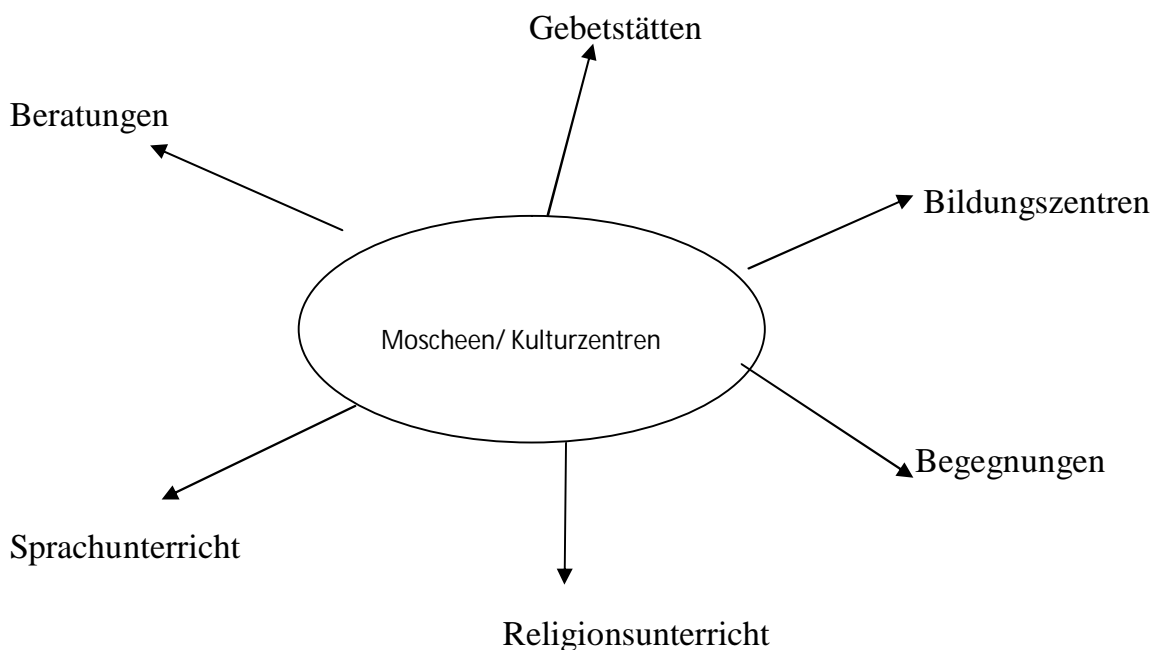 Gebetstätten
Beratungen
Bildungszentren
Moscheen/ Kulturzentren
Begegnungen
Sprachunterricht
Religionsunterricht